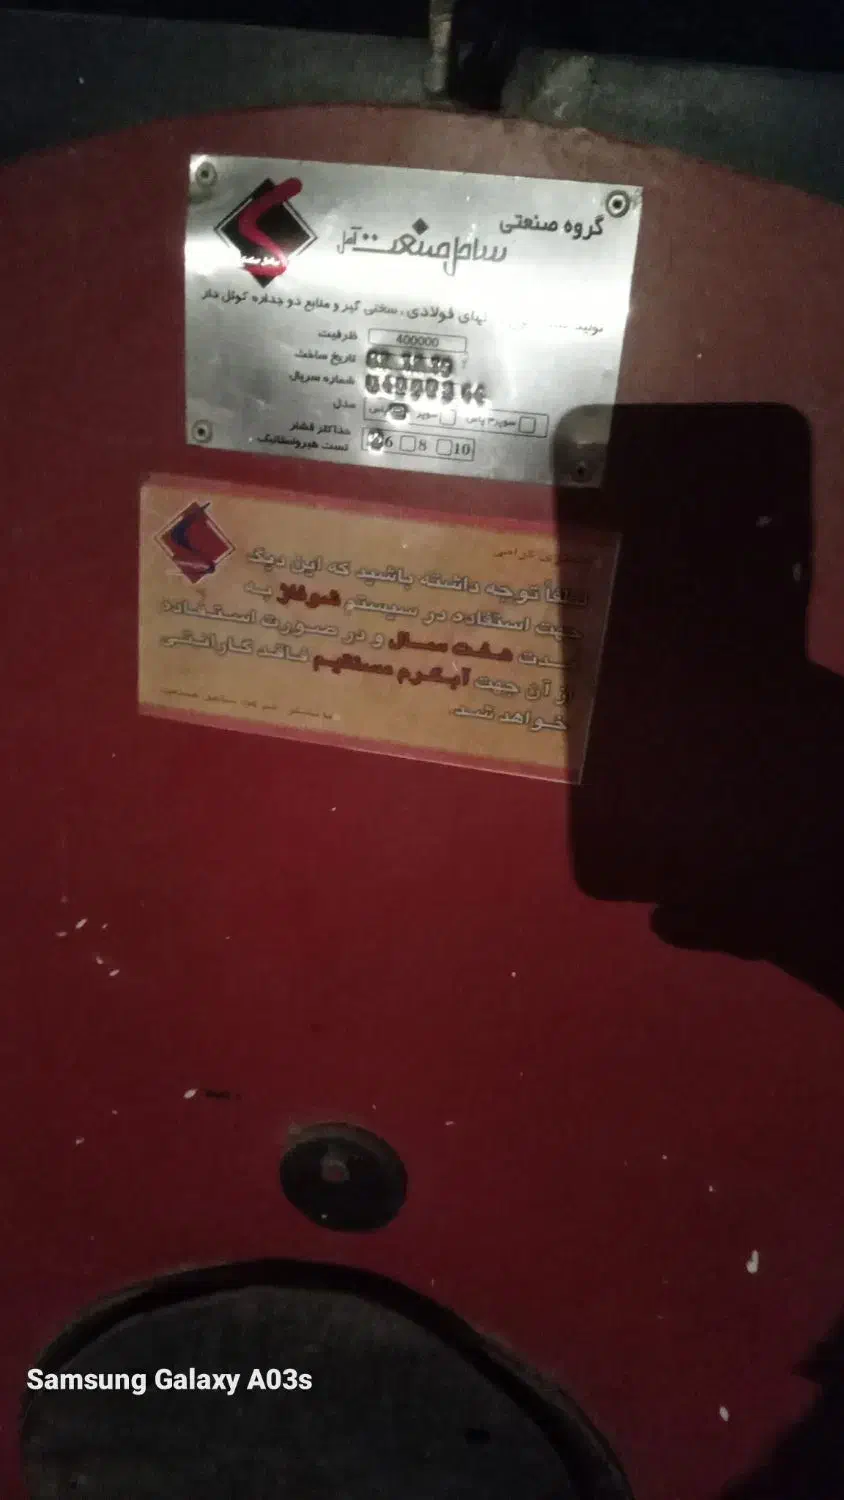 گروه صنعتی
ساحل صنعت آمل
تولید فولادی، سختی گیر و منابع دو جداره کوئل دار
ظرفیت 400000
تاریخ ساخت
شماره سریال
مدل پاس سوپر سوپر۳ پاس
حداکثر فشار
تست هیدرواستاتیک 6 8 10
گرامی
لطفاً توجه داشته باشید که این دیگ
جهت استفاده در سیستم شوفاژ به
مدت هفت سال و در صورت استفاده
از آن جهت آبگرم مستقیم فاقد گارانتی
خواهد شد.
Samsung Galaxy A03s